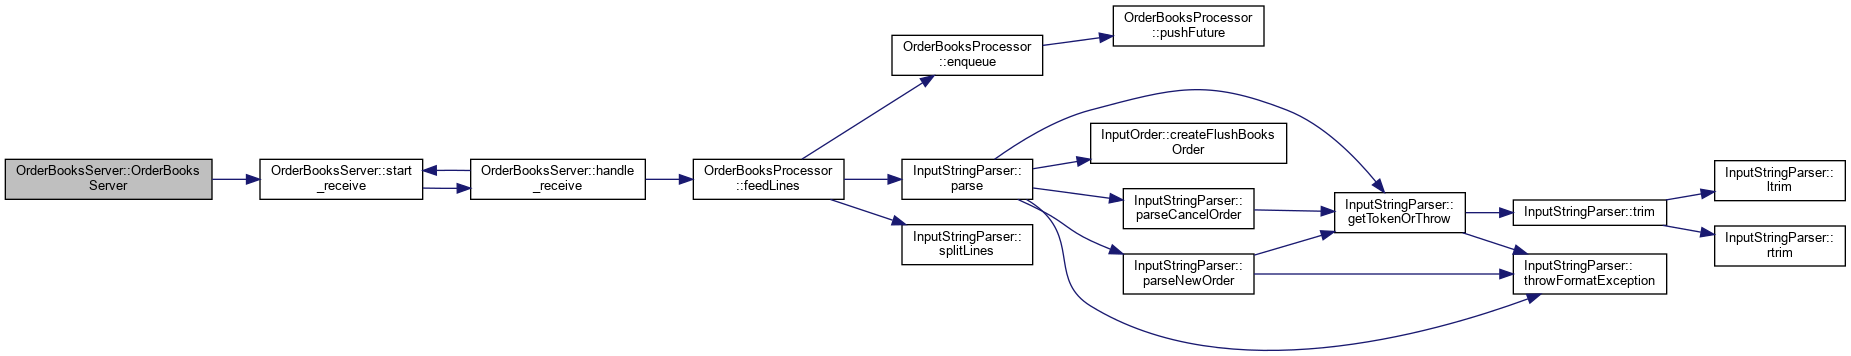 OrderBooksServer::OrderBooks
Server
OrderBooksServer::start
_receive
OrderBooksServer::handle
_receive
OrderBooksProcessor
::feedLines
OrderBooksProcessor
::enqueue
OrderBooksProcessor
::pushFuture
InputStringParser::
parse
InputStringParser::
splitLines
InputOrder::createFlushBooks
Order
InputStringParser::
parseCancelOrder
InputStringParser::
parseNewOrder
InputStringParser::
getTokenOrThrow
InputStringParser::trim
InputStringParser::
throwFormatException
InputStringParser::
ltrim
InputStringParser::
rtrim